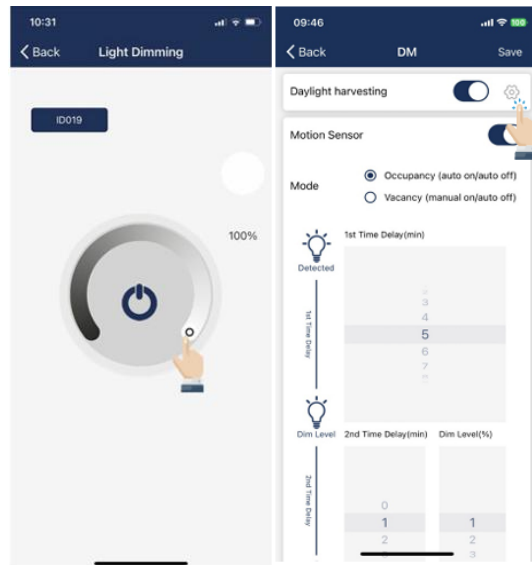 10:31
Back Light Dimming
ID019
100%
09:46
100
Back DM Save
Daylight harvesting
Motion Sensor
Mode
Occupancy (auto on/auto off)
Vacancy (manual on/auto off)
1st Time Delay(min)
Detected
1st Time Delay
3
4
5
6
7
Dim Level
2nd Time Delay(min) Dim Level(%)
2nd Time Delay
0
1 1
2 2
3